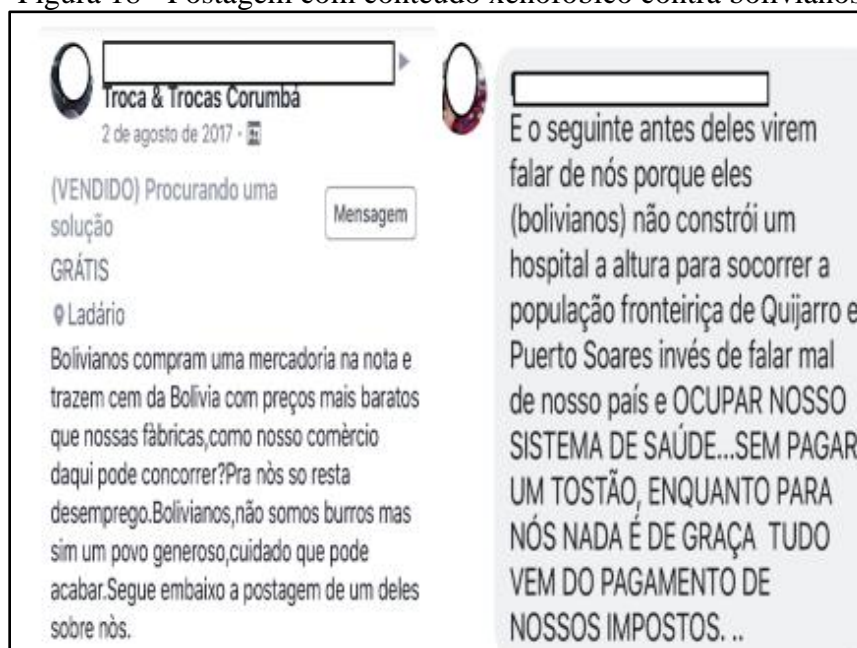 Figura 18 - Postagem com conteúdo xenofóbico contra bolivianos
Troca & Trocas Corumbá
2 de agosto de 2017 ·
(VENDIDO) Procurando uma
solução
Mensagem
GRÁTIS
Ladário
Bolivianos compram uma mercadoria na nota e
trazem cem da Bolívia com preços mais baratos
que nossas fàbricas,como nosso comèrcio
daqui pode concorrer?Pra nòs so resta
desemprego.Bolivianos,não somos burros mas
sim um povo generoso,cuidado que pode
acabar.Segue embaixo a postagem de um deles
sobre nòs.
E o seguinte antes deles virem
falar de nós porque eles
(bolivianos) não constrói um
hospital a altura para socorrer a
população fronteiriça de Quijarro e
Puerto Soares invés de falar mal
de nosso país e OCUPAR NOSSO
SISTEMA DE SAÚDE...SEM PAGAR
UM TOSTÃO, ENQUANTO PARA
NÓS NADA É DE GRAÇA TUDO
VEM DO PAGAMENTO DE
NOSSOS IMPOSTOS. ..